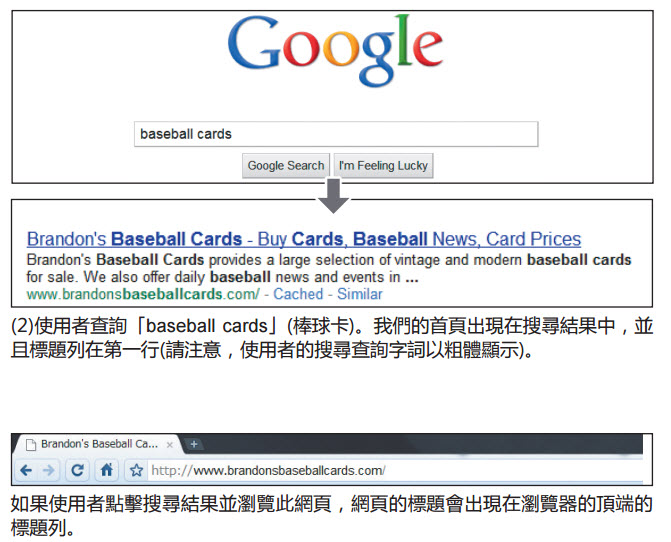 Google
baseball cards
Google Search I'm Feeling Lucky
Brandon's Baseball Cards - Buy Cards, Baseball News, Card Prices
Brandon's Baseball Cards provides a large selection of vintage and modern baseball cards
for sale. We also offer daily baseball news and events in ...
www.brandonsbaseballcards.com/ - Cached - Similar
(2)使用者查詢「baseball cards」(棒球卡)。我們的首頁出現在搜尋結果中，並
且標題列在第一行(請注意，使用者的搜尋查詢字詞以粗體顯示)。
Brandon's Baseball Ca... × +
http://www.brandonsbaseballcards.com/
如果使用者點擊搜尋結果並瀏覽此網頁，網頁的標題會出現在瀏覽器的頂端的
標題列。